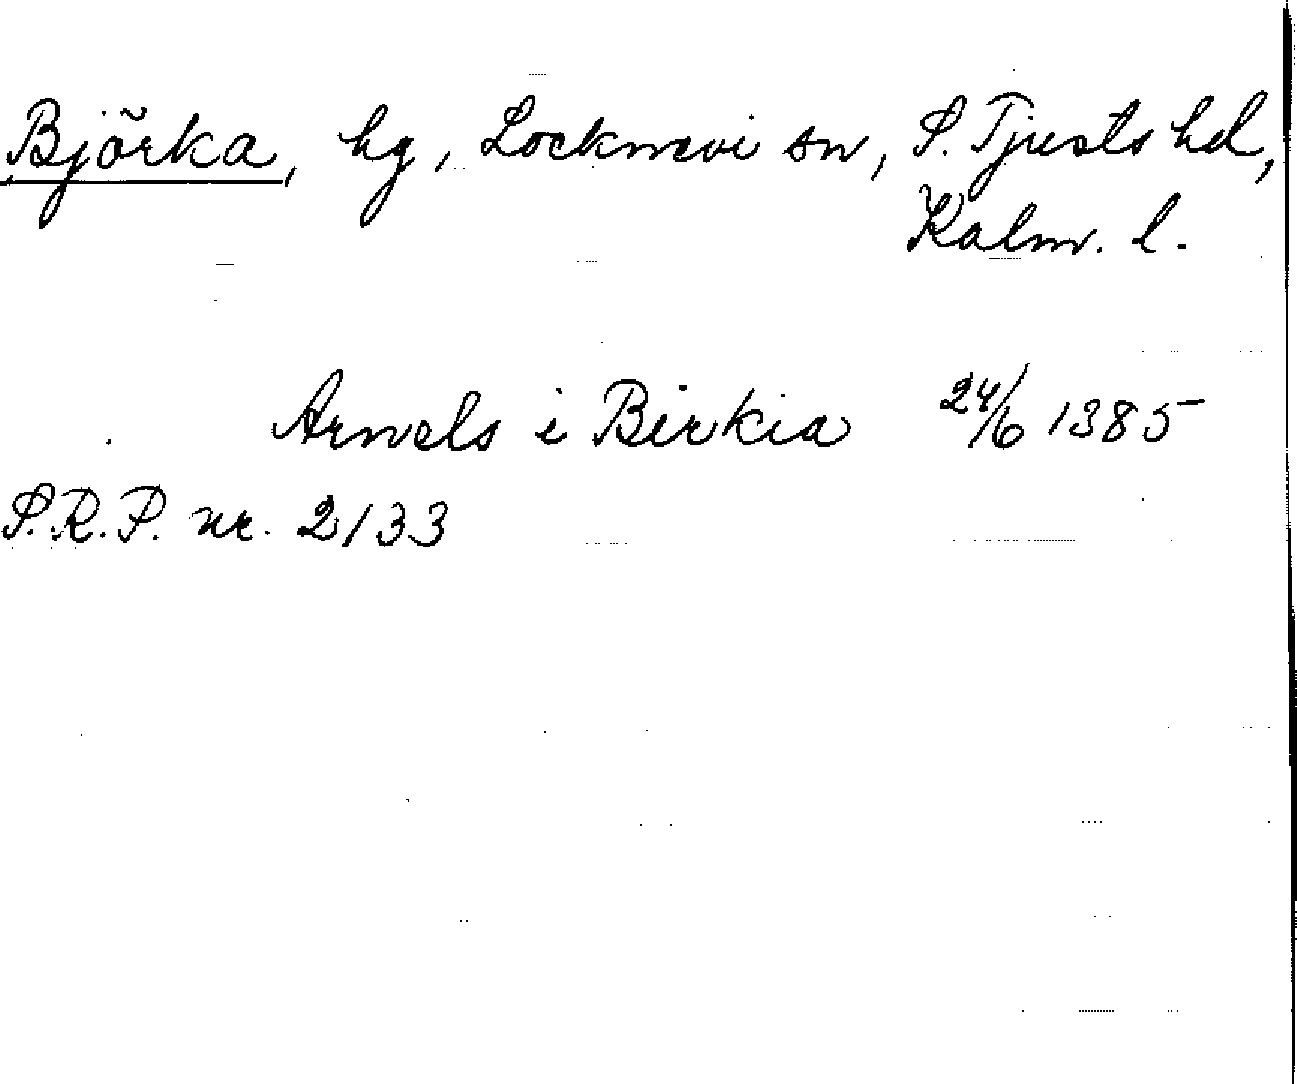 Björka, hg, Locknevi sn, S. Tjusts hd,
Kalm. l.
Arnels i Birkia 24/6 1385
S.R.P. nr. 2133